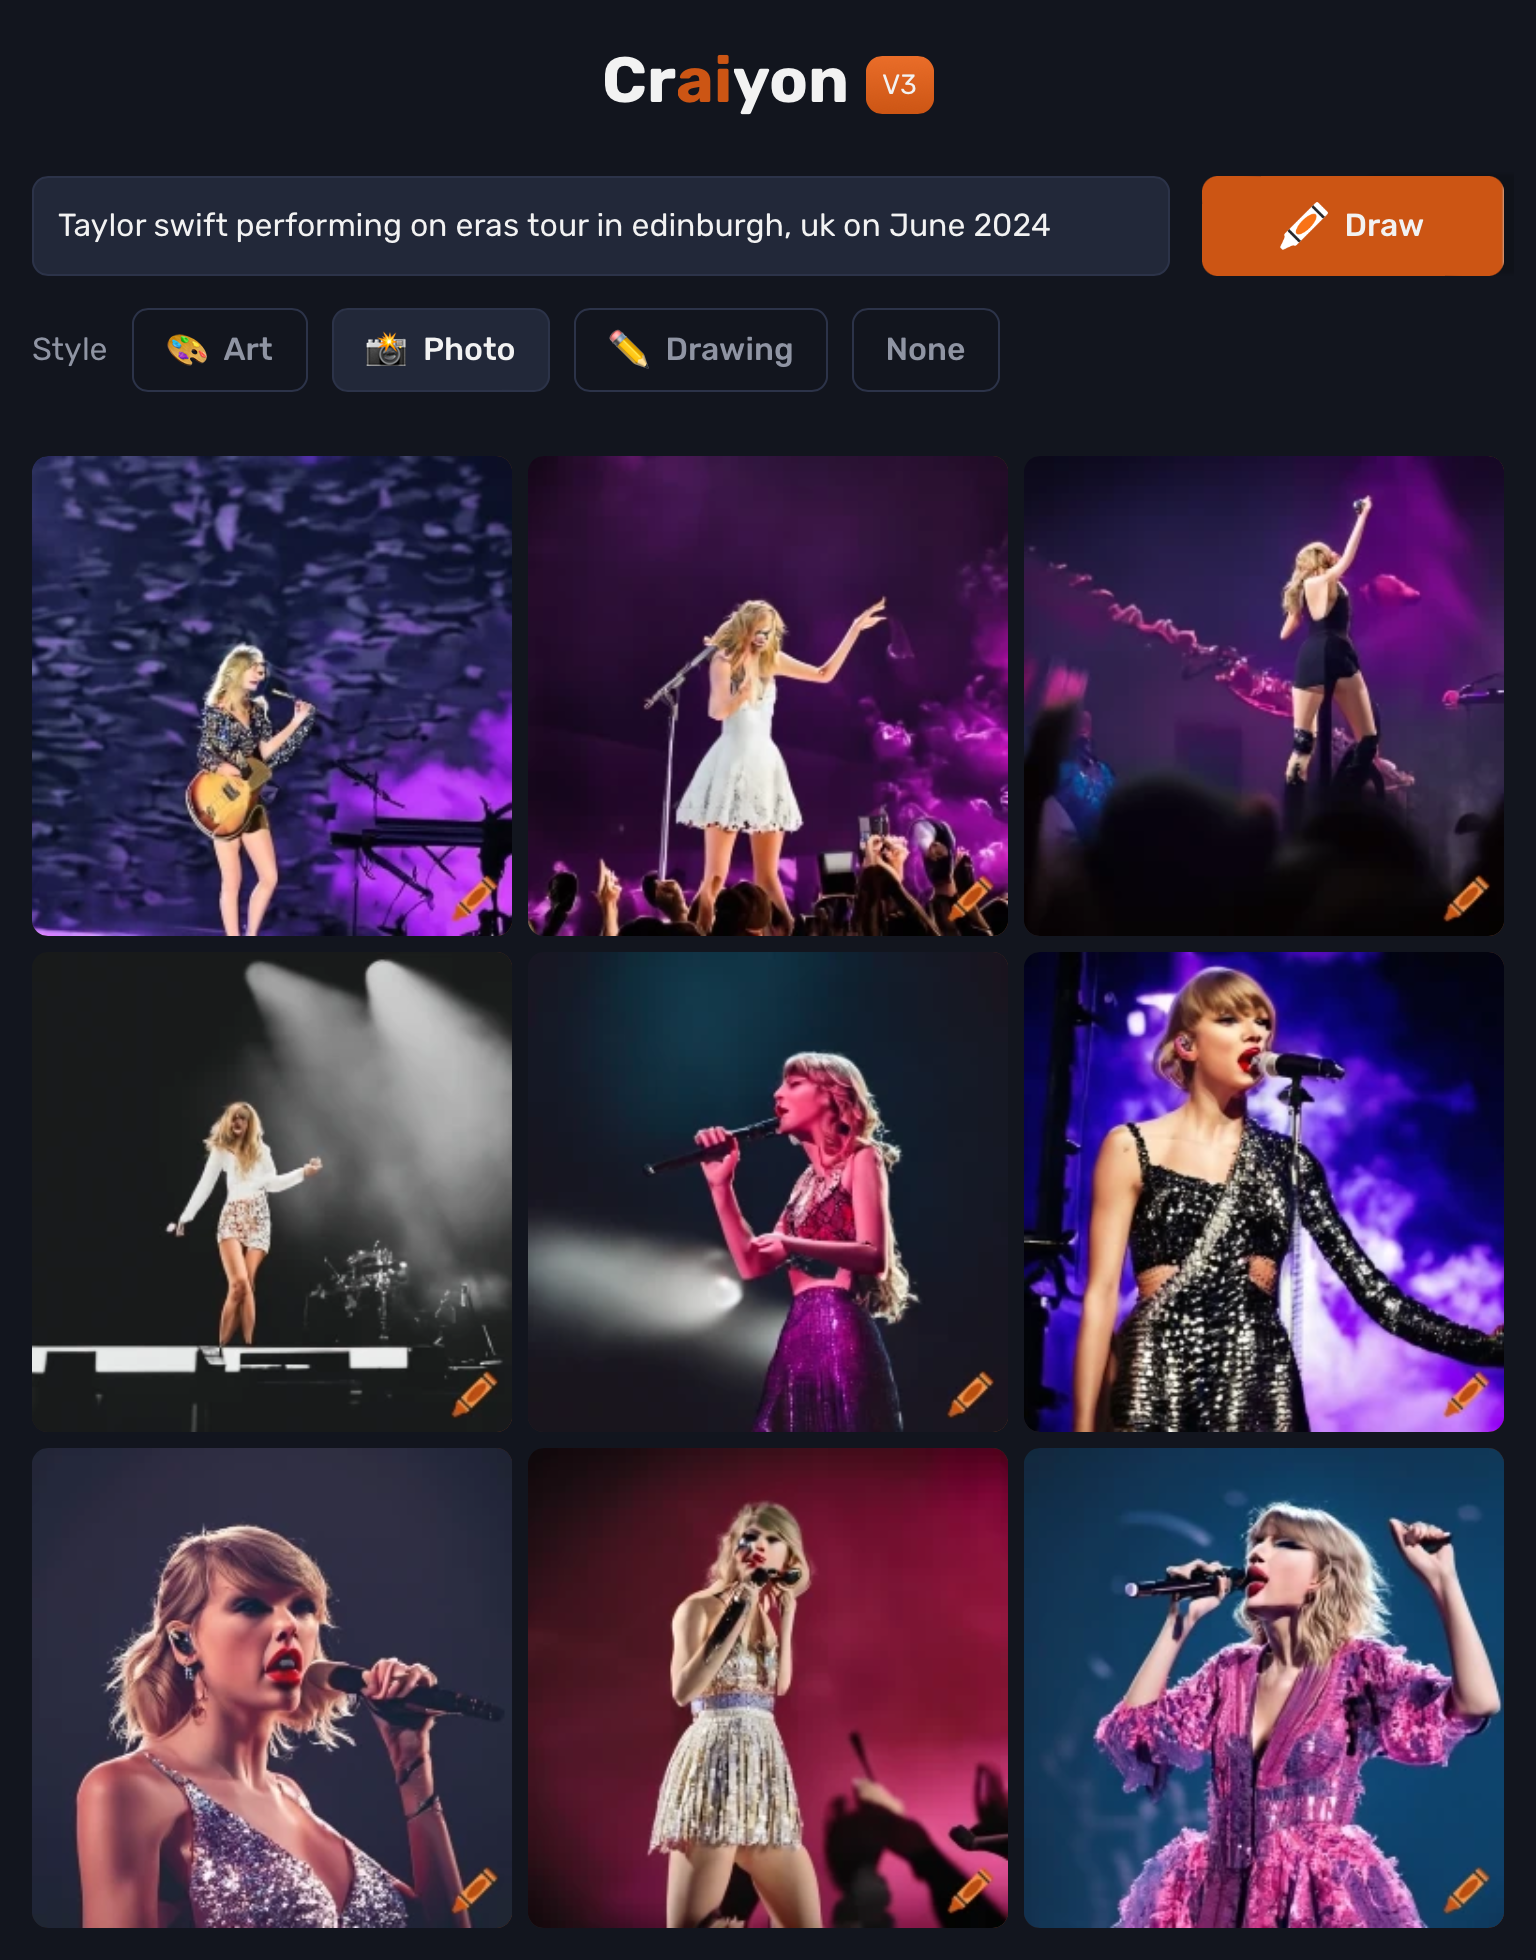 Craiyon V3
Taylor swift performing on eras tour in edinburgh, uk on June 2024
Draw
Style
Art
Photo
Drawing
None